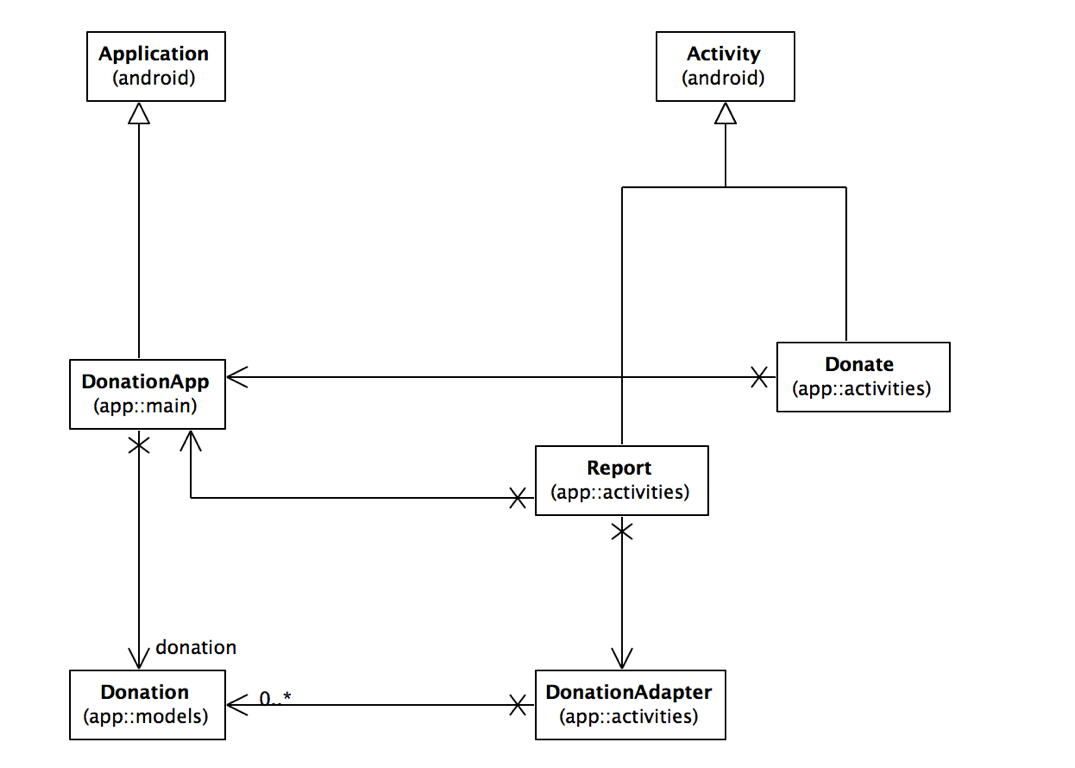 Application
(android)
Activity
(android)
DonationApp
(app::main)
Donate
(app::activities)
Report
(app::activities)
donation
Donation
(app::models)
0..*
DonationAdapter
(app::activities)